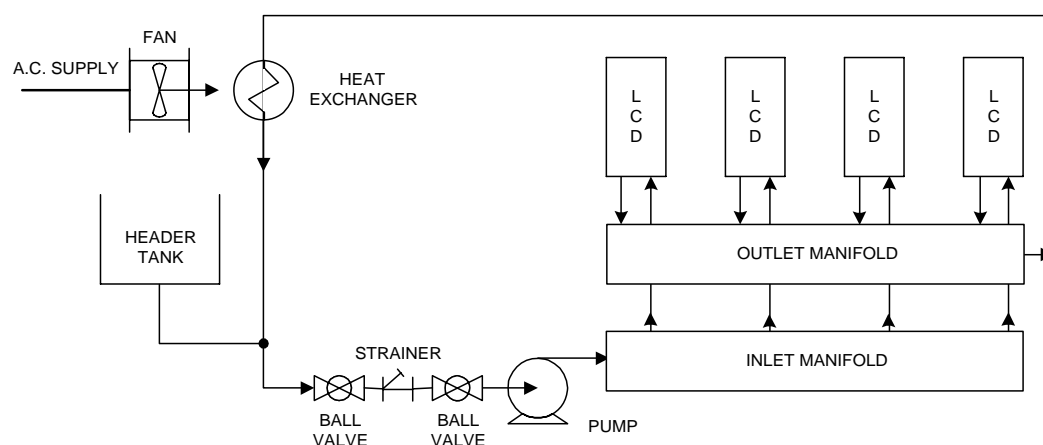 FAN
A.C. SUPPLY
HEAT
EXCHANGER
L
C
D
L
C
D
L
C
D
L
C
D
HEADER
TANK
OUTLET MANIFOLD
STRAINER
INLET MANIFOLD
BALL
VALVE
BALL
VALVE
PUMP